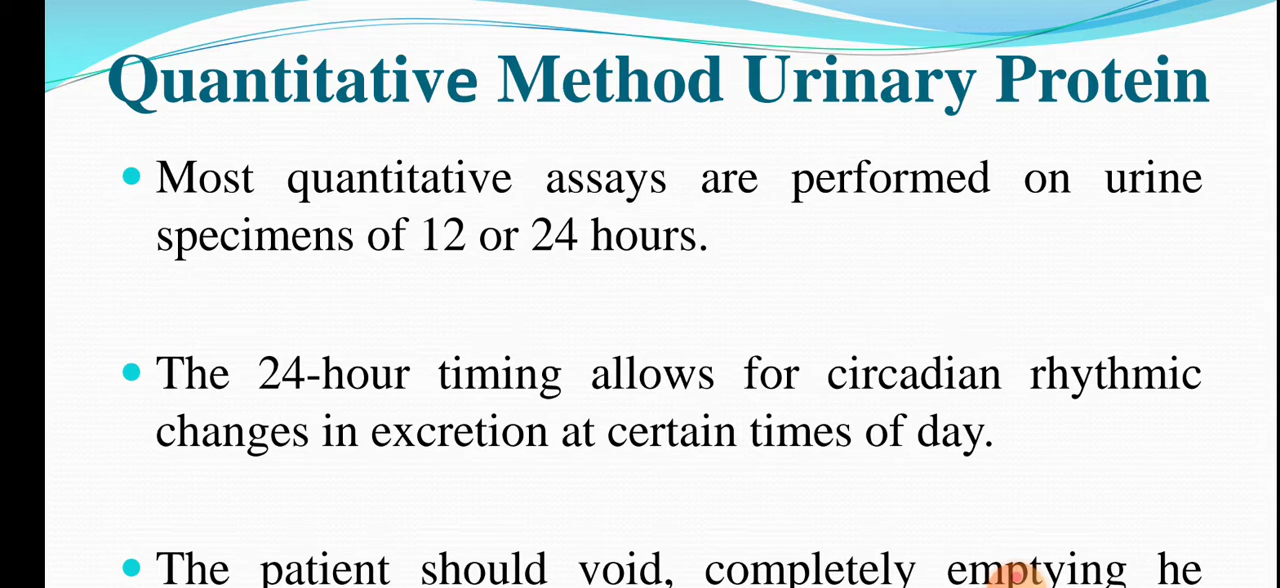 Quantitative Method Urinary Protein
• Most quantitative assays are performed on urine
specimens of 12 or 24 hours.
• The 24-hour timing allows for circadian rhythmic
changes in excretion at certain times of day.
• The patient should void, completely emptying he